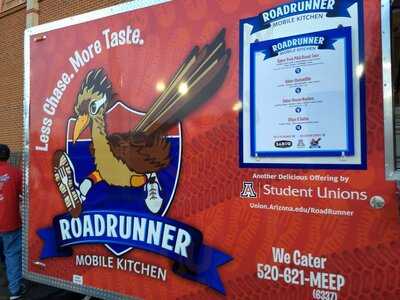 Less Chase. More Taste.
ROADRUNNER
MOBILE KITCHEN
ROADRUNNER
MOBILE KITCHEN
ROADRUNNER
MOBILE KITCHEN
Another Delicious Offering by
A Student Unions
Union.Arizona.edu/RoadRunner
We Cater
520-621-MEEP
(6337)